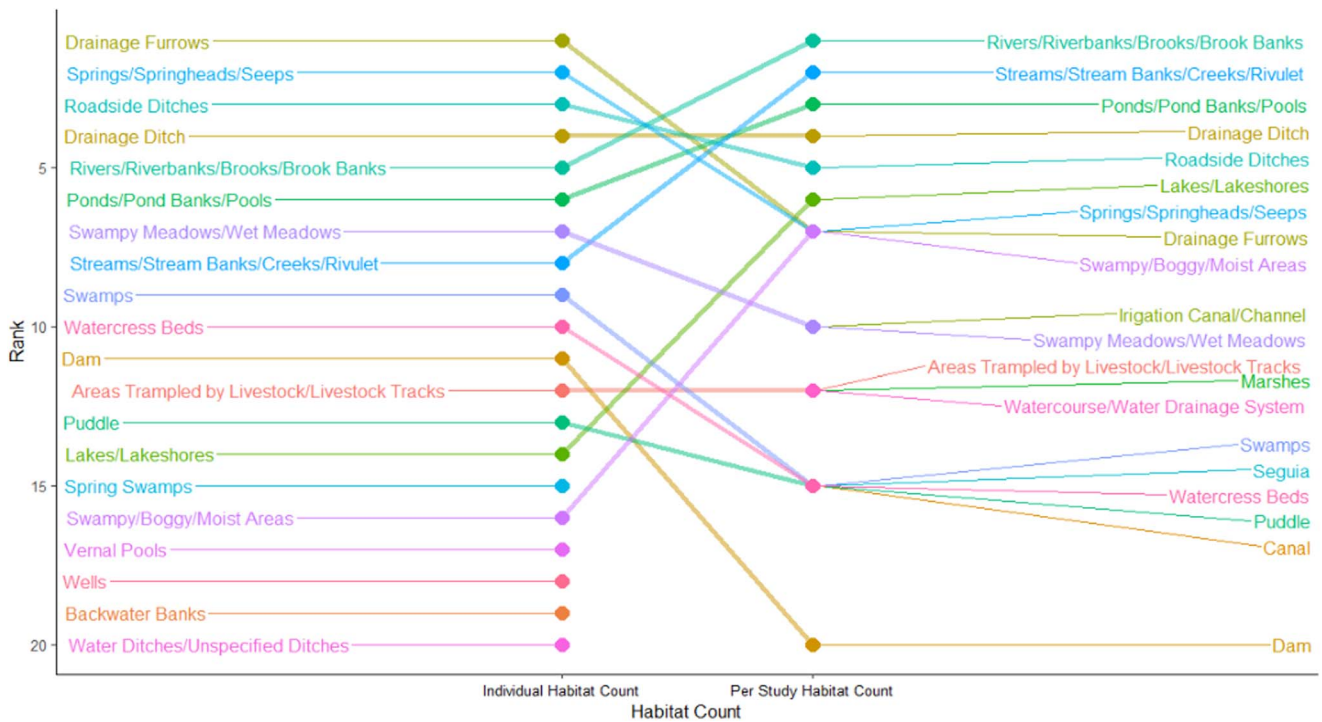 Drainage Furrows
Springs/Springheads/Seeps
Roadside Ditches
Drainage Ditch
Rivers/Riverbanks/Brooks/Brook Banks
Ponds/Pond Banks/Pools
Swampy Meadows/Wet Meadows
Streams/Stream Banks/Creeks/Rivulet
Swamps
Watercress Beds
Dam
Areas Trampled by Livestock/Livestock Tracks
Puddle
Lakes/Lakeshores
Spring Swamps
Swampy/Boggy/Moist Areas
Vernal Pools
Wells
Backwater Banks
Water Ditches/Unspecified Ditches
Rivers/Riverbanks/Brooks/Brook Banks
Streams/Stream Banks/Creeks/Rivulet
Ponds/Pond Banks/Pools
Drainage Ditch
Roadside Ditches
Lakes/Lakeshores
Springs/Springheads/Seeps
Drainage Furrows
Swampy/Boggy/Moist Areas
Irigation Canal/Channel
Swampy Meadows/Wet Meadows
Areas Trampled by Livestock/Livestock Tracks
Marshes
Watercourse/Water Drainage System
Swamps
Seguia
Watercress Beds
Puddle
Canal
Dam
Rank
5
10
15
20
Individual Habitat Count
Per Study Habitat Count
Habitat Count